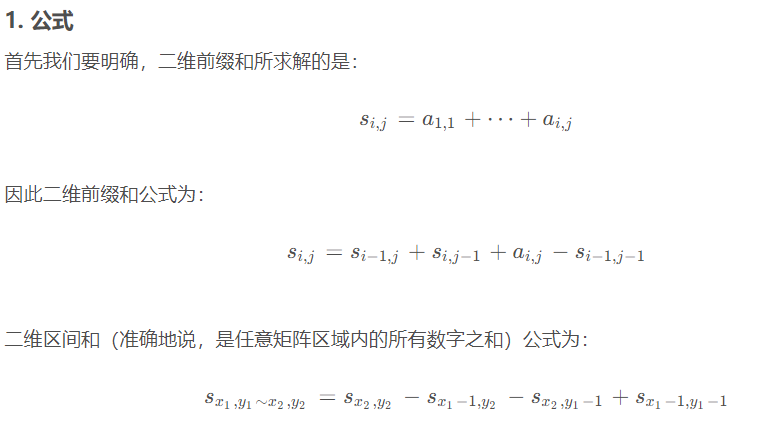 1. 公式
首先我们要明确，二维前缀和所求解的是：
s_{i,j} = a_{1,1} + ··· + a_{i,j}
因此二维前缀和公式为：
s_{i,j} = s_{i-1,j} + s_{i,j-1} + a_{i,j} - s_{i-1,j-1}
二维区间和（准确地说，是任意矩阵区域内的所有数字之和）公式为：
s_{x_1,y_1∼x_2,y_2} = s_{x_2,y_2} - s_{x_1-1,y_2} - s_{x_2,y_1-1} + s_{x_1-1,y_1-1}